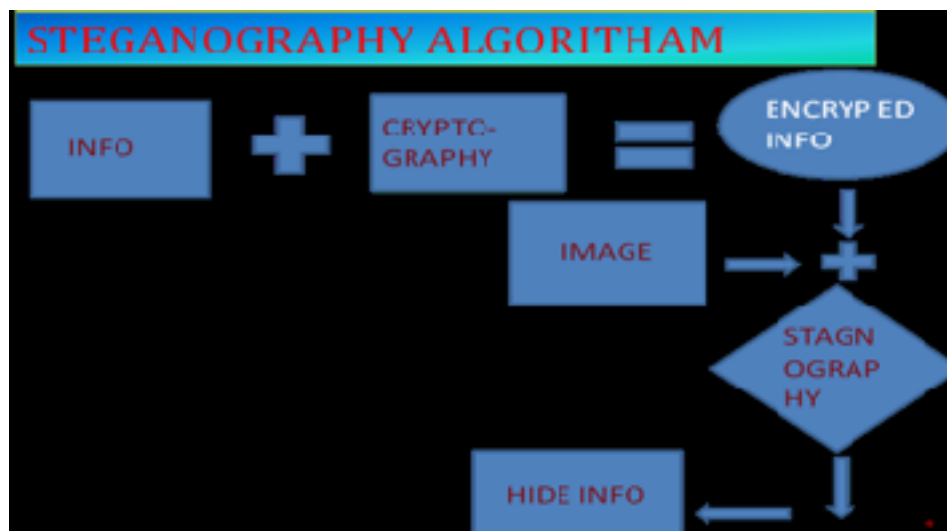 STEGANOGRAPHY ALGORITHAM
INFO
CRYPTO-
GRAPHY
ENCRYP ED
INFO
IMAGE
STAGN
OGRAP
HY
HIDE INFO